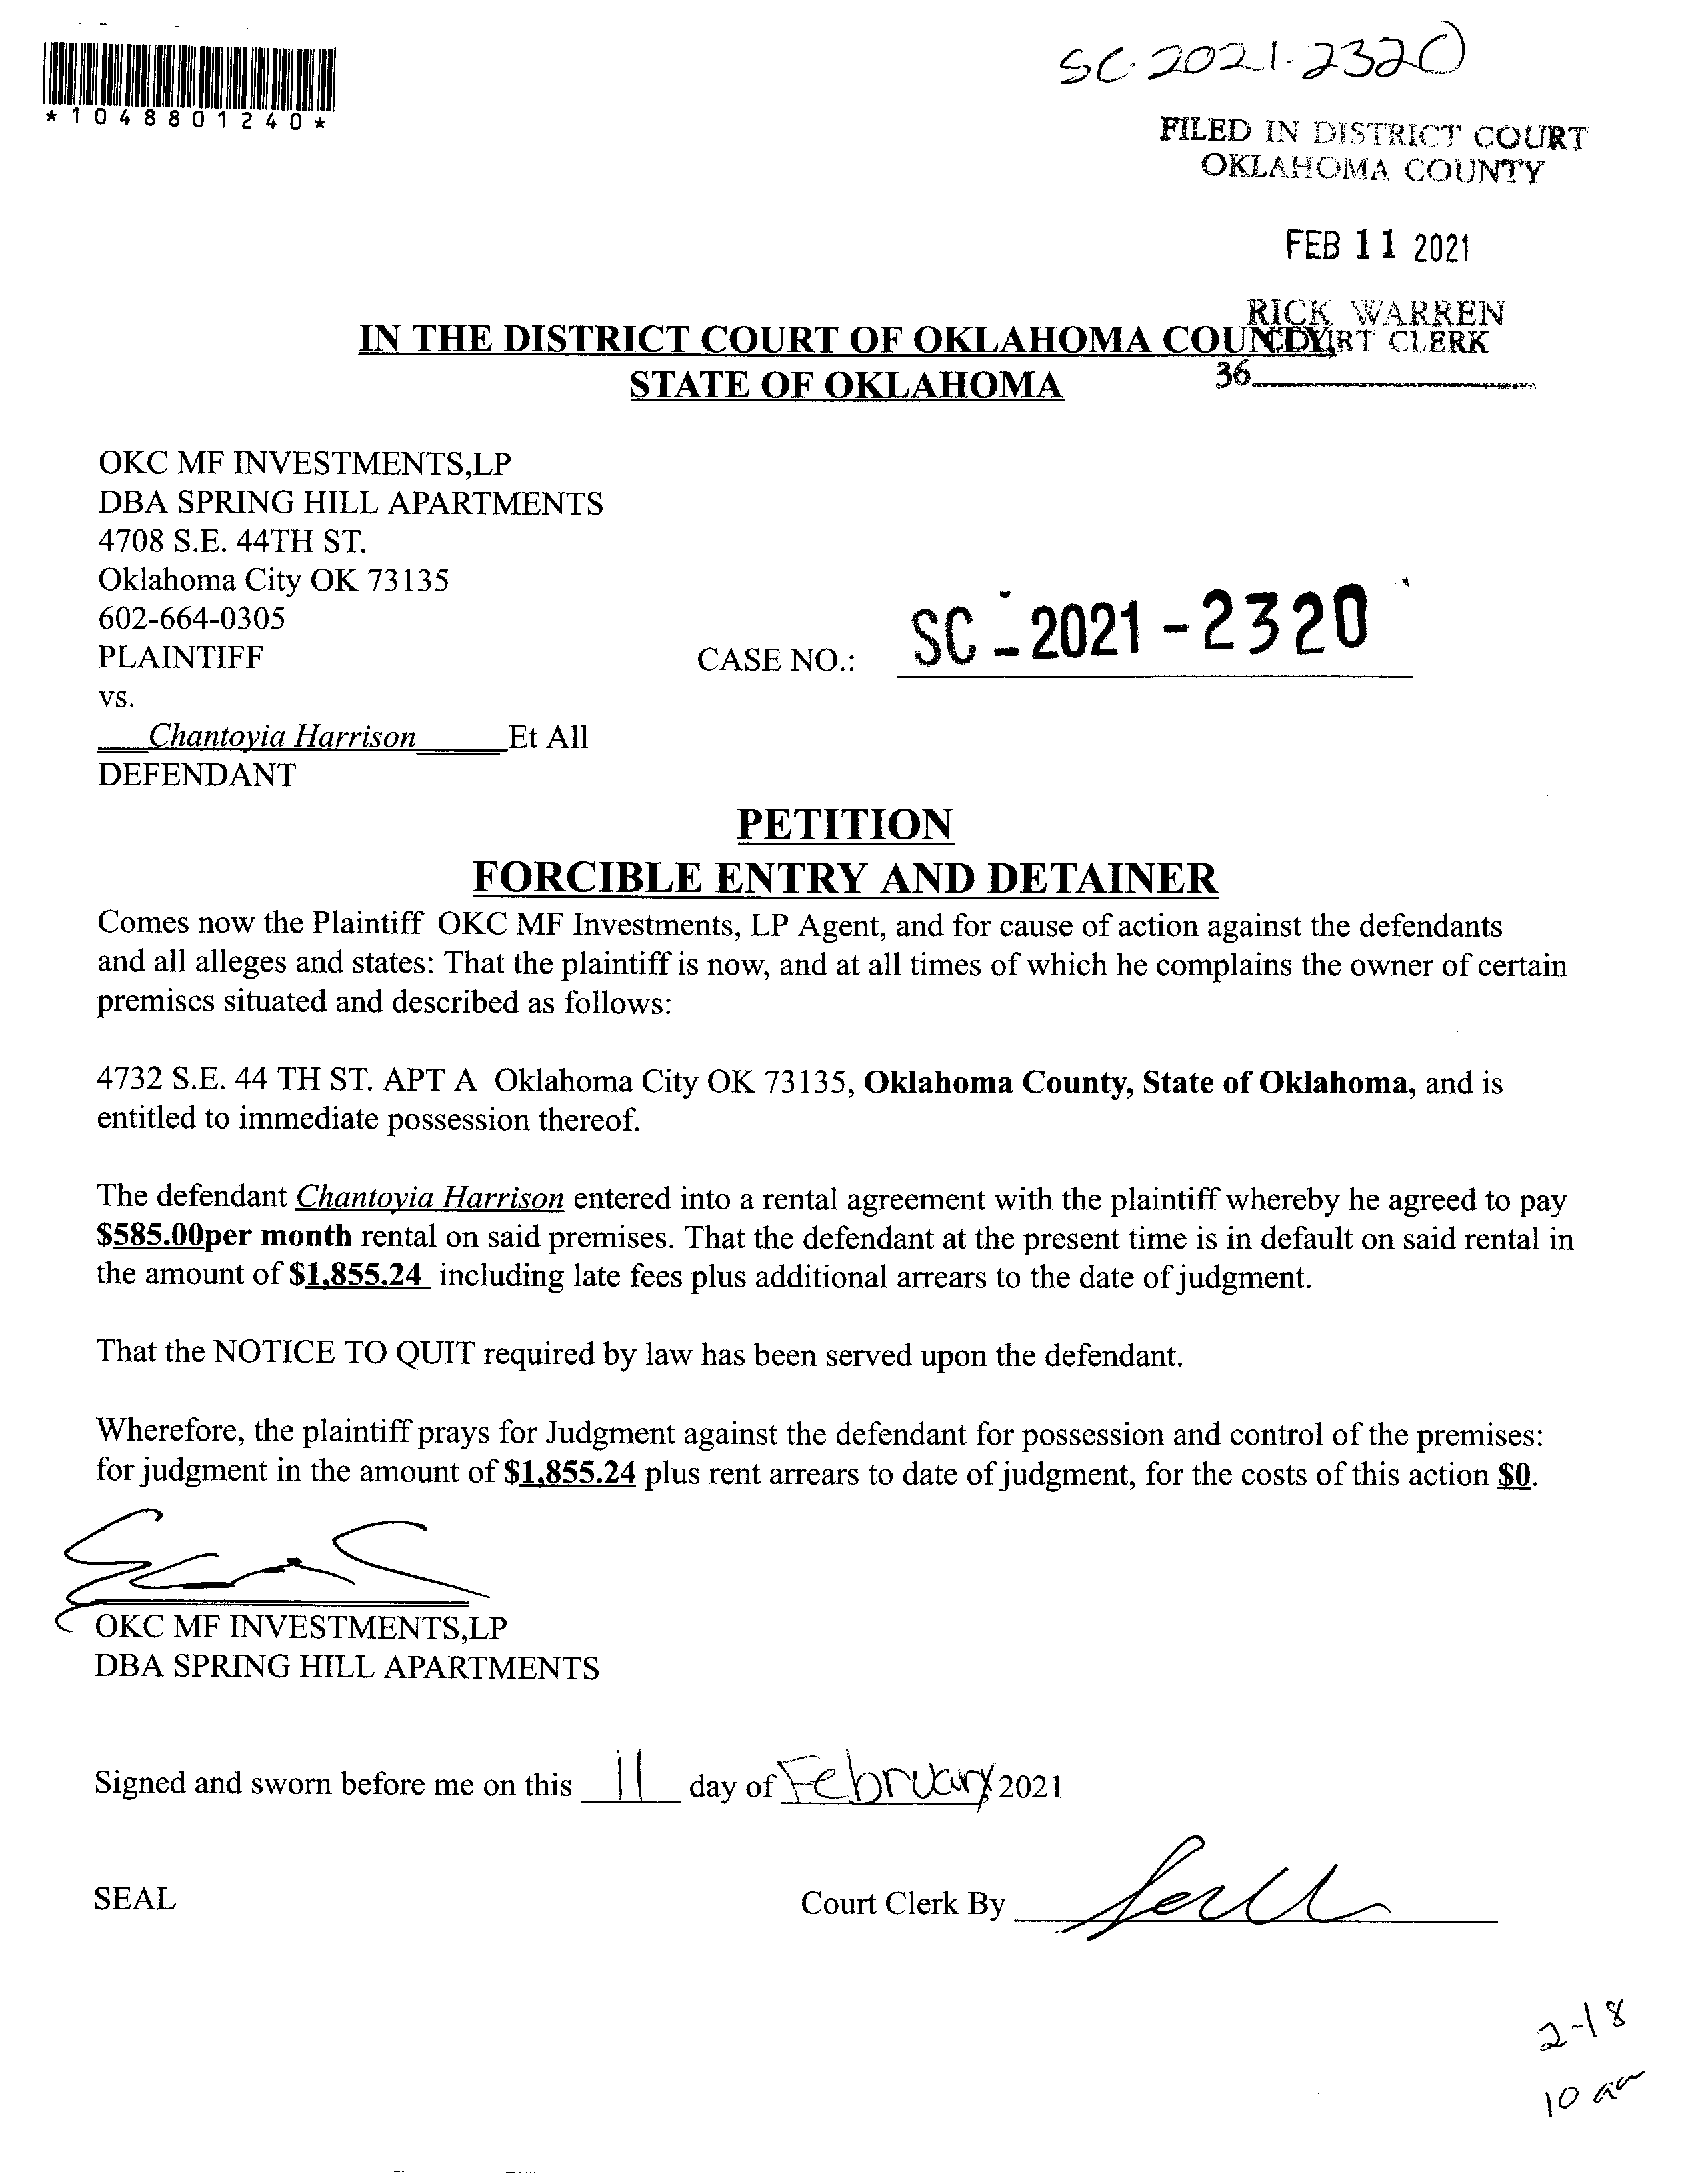 SC-2021-2320
*1048801240*
FILED IN DISTRICT COURT
OKLAHOMA COUNTY
FEB 11 2021
RICK WARREN
COURT CLERK
36
IN THE DISTRICT COURT OF OKLAHOMA COUNTY,
STATE OF OKLAHOMA
OKC MF INVESTMENTS,LP
DBA SPRING HILL APARTMENTS
4708 S.E. 44TH ST.
Oklahoma City OK 73135
602-664-0305
PLAINTIFF
CASE NO.: SC-2021-2320
vs.
Chantovia Harrison Et All
DEFENDANT
PETITION
FORCIBLE ENTRY AND DETAINER
Comes now the Plaintiff OKC MF Investments, LP Agent, and for cause of action against the defendants
and all alleges and states: That the plaintiff is now, and at all times of which he complains the owner of certain
premises situated and described as follows:
4732 S.E. 44 TH ST. APT A Oklahoma City OK 73135, Oklahoma County, State of Oklahoma, and is
entitled to immediate possession thereof.
The defendant Chantovia Harrison entered into a rental agreement with the plaintiff whereby he agreed to pay
$585.00per month rental on said premises. That the defendant at the present time is in default on said rental in
the amount of $1,855.24 including late fees plus additional arrears to the date of judgment.
That the NOTICE TO QUIT required by law has been served upon the defendant.
Wherefore, the plaintiff prays for Judgment against the defendant for possession and control of the premises:
for judgment in the amount of $1,855.24 plus rent arrears to date of judgment, for the costs of this action $0.
OKC MF INVESTMENTS,LP
DBA SPRING HILL APARTMENTS
Signed and sworn before me on this 11 day of February 2021
SEAL
Court Clerk By
2-18
10 am